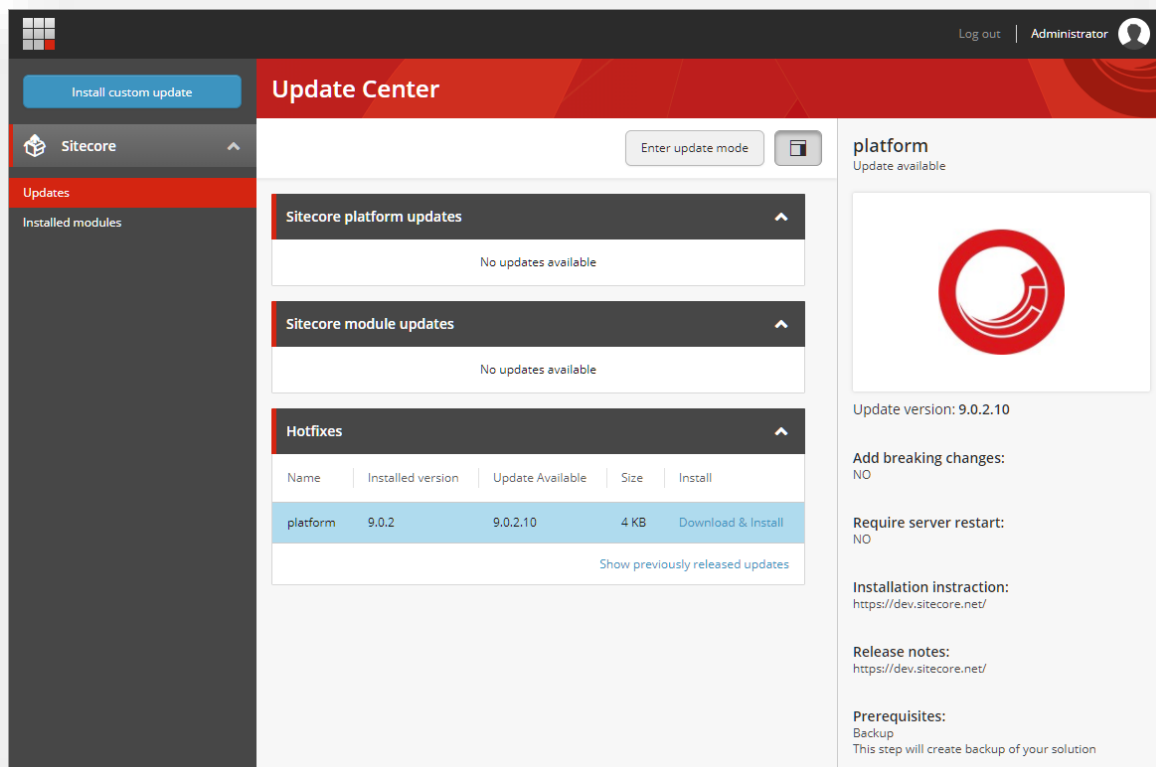 Log out
Administrator
Install custom update
Update Center
Sitecore
Updates
Installed modules
Enter update mode
Sitecore platform updates
No updates available
Sitecore module updates
No updates available
Hotfixes
Name Installed version Update Available Size Install
platform 9.0.2 9.0.2.10 4 KB Download & Install
Show previously released updates
platform
Update available
Update version: 9.0.2.10
Add breaking changes:
NO
Require server restart:
NO
Installation instraction:
https://dev.sitecore.net/
Release notes:
https://dev.sitecore.net/
Prerequisites:
Backup
This step will create backup of your solution